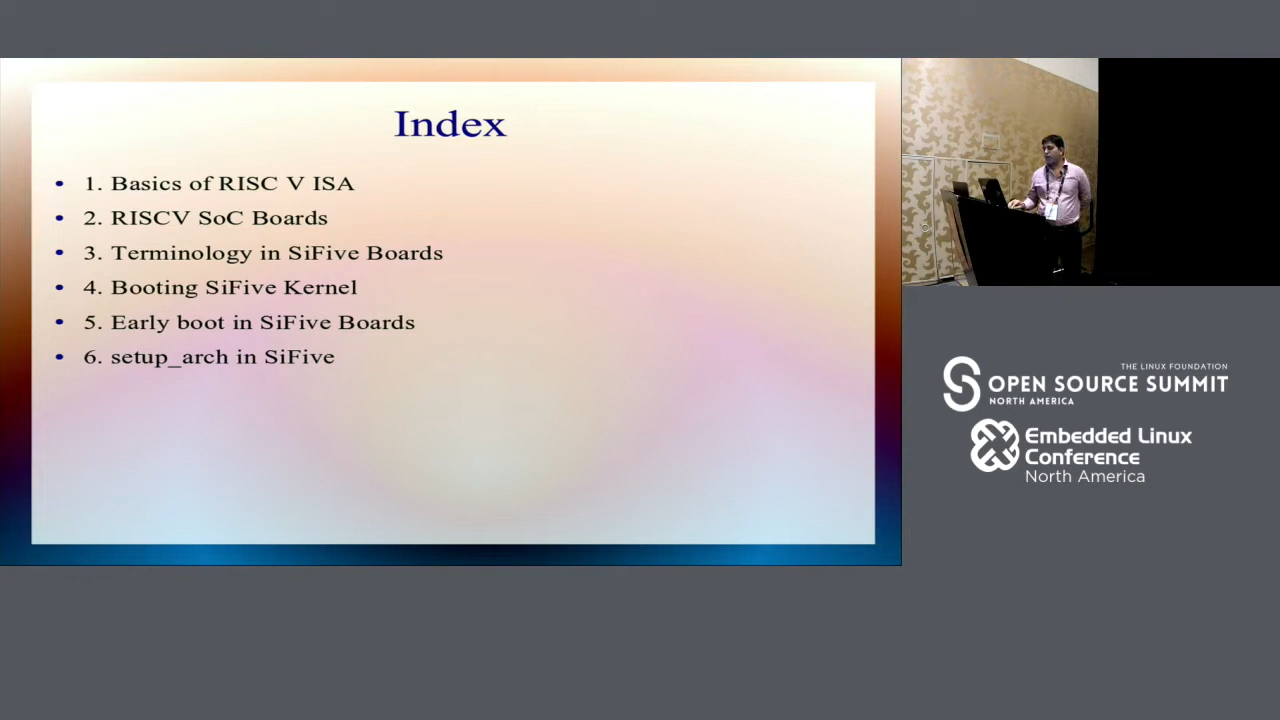 Index
• 1. Basics of RISC V ISA
• 2. RISCV SoC Boards
• 3. Terminology in SiFive Boards
• 4. Booting SiFive Kernel
• 5. Early boot in SiFive Boards
• 6. setup_arch in SiFive
THE LINUX FOUNDATION
OPEN SOURCE SUMMIT
NORTH AMERICA
Embedded Linux
Conference
North America